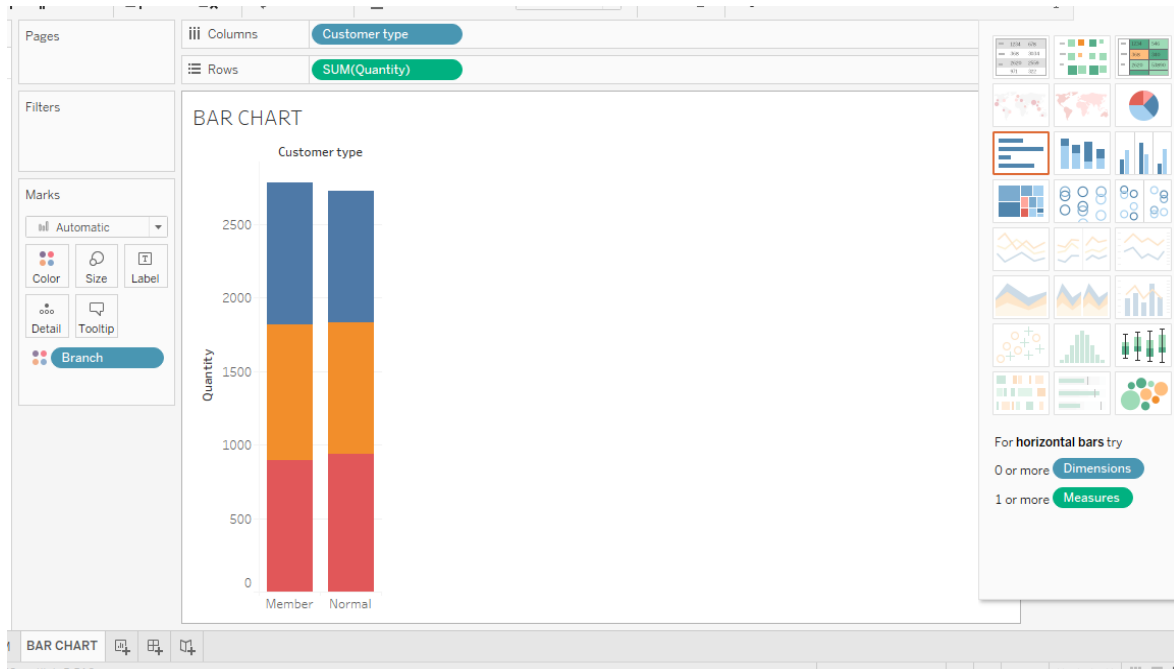 Pages
Columns
Customer type
Rows
SUM(Quantity)
Filters
BAR CHART
Customer type
Marks
Automatic
Color
Size
Label
Detail
Tooltip
Branch
Quantity
2500
2000
1500
1000
500
0
Member
Normal
For horizontal bars try
0 or more Dimensions
1 or more Measures
BAR CHART